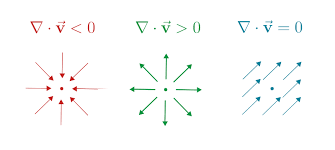 ∇ · v⃗ < 0
∇ · v⃗ > 0
∇ · v⃗ = 0